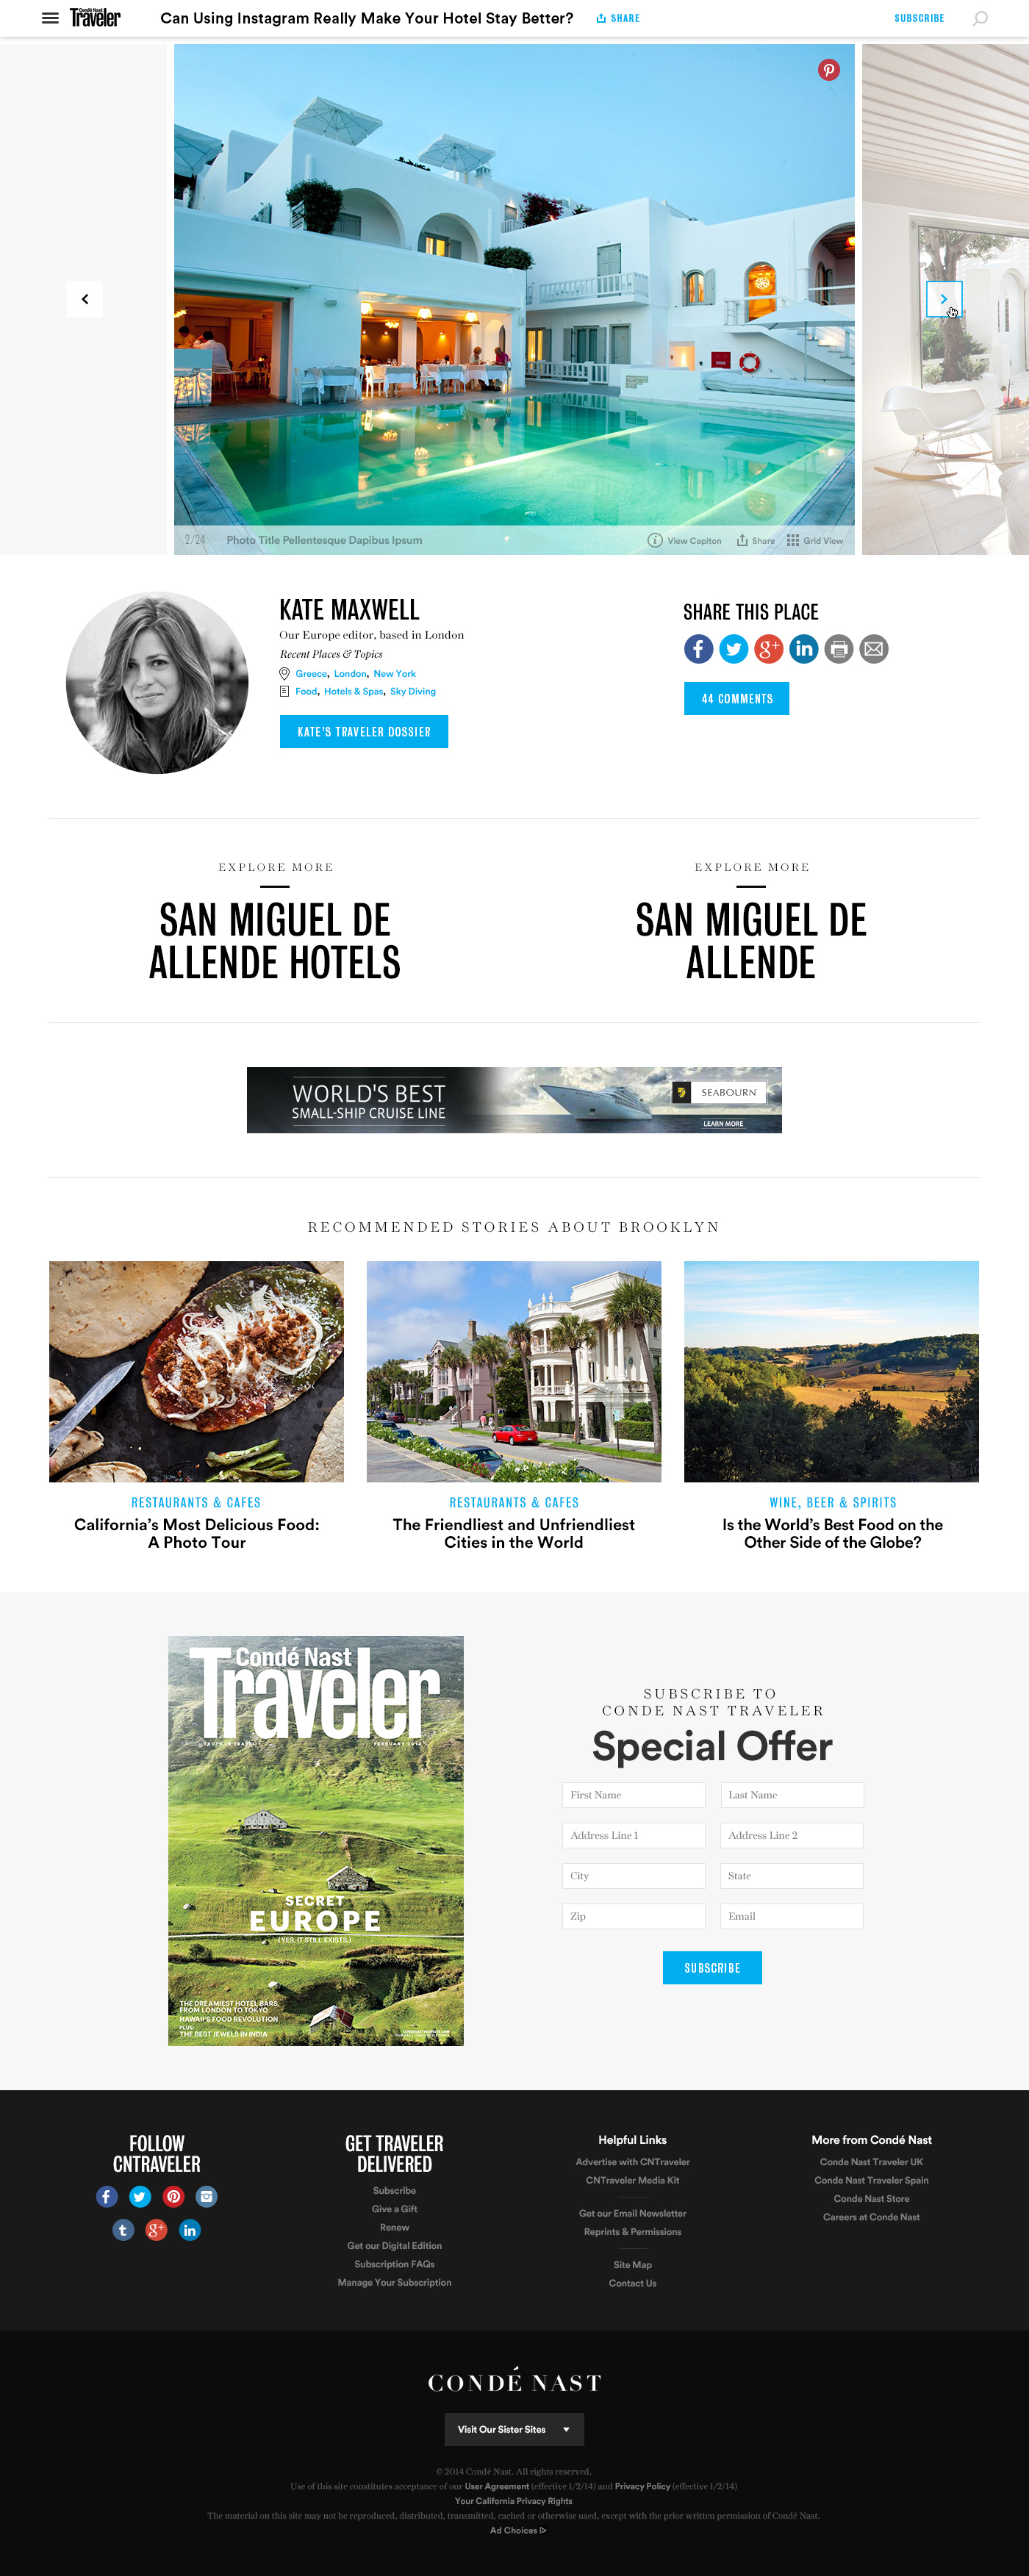 Condé Nast
Traveler
Can Using Instagram Really Make Your Hotel Stay Better?
SHARE
SUBSCRIBE
2/24
Photo Title Pellentesque Dapibus Ipsum
View Capiton
Share
Grid View
KATE MAXWELL
Our Europe editor, based in London
Recent Places & Topics
Greece, London, New York
Food, Hotels & Spas, Sky Diving
KATE'S TRAVELER DOSSIER
SHARE THIS PLACE
44 COMMENTS
EXPLORE MORE
SAN MIGUEL DE
ALLENDE HOTELS
EXPLORE MORE
SAN MIGUEL DE
ALLENDE
WORLD'S BEST
SMALL-SHIP CRUISE LINE
SEABOURN
LEARN MORE
RECOMMENDED STORIES ABOUT BROOKLYN
RESTAURANTS & CAFES
California's Most Delicious Food:
A Photo Tour
RESTAURANTS & CAFES
The Friendliest and Unfriendliest
Cities in the World
WINE, BEER & SPIRITS
Is the World's Best Food on the
Other Side of the Globe?
Condé Nast
Traveler
TRUTH IN TRAVEL
SECRET
EUROPE
(YES, IT STILL EXISTS.)
THE DREAMIEST HOTEL BARS,
FROM LONDON TO TOKYO
HAWAII'S FOOD REVOLUTION
PLUS:
THE BEST JEWELS IN INDIA
SUBSCRIBE TO
CONDE NAST TRAVELER
Special Offer
First Name
Last Name
Address Line 1
Address Line 2
City
State
Zip
Email
SUBSCRIBE
FOLLOW
CNTRAVELER
GET TRAVELER
DELIVERED
Subscribe
Give a Gift
Renew
Get our Digital Edition
Subscription FAQs
Manage Your Subscription
Helpful Links
Advertise with CNTraveler
CNTraveler Media Kit
Get our Email Newsletter
Reprints & Permissions
Site Map
Contact Us
More from Condé Nast
Conde Nast Traveler UK
Conde Nast Traveler Spain
Conde Nast Store
Careers at Conde Nast
CONDÉ NAST
Visit Our Sister Sites
© 2014 Condé Nast. All rights reserved.
Use of this site constitutes acceptance of our User Agreement (effective 1/2/14) and Privacy Policy (effective 1/2/14)
Your California Privacy Rights
The material on this site may not be reproduced, distributed, transmitted, cached or otherwise used, except with the prior written permission of Condé Nast.
Ad Choices